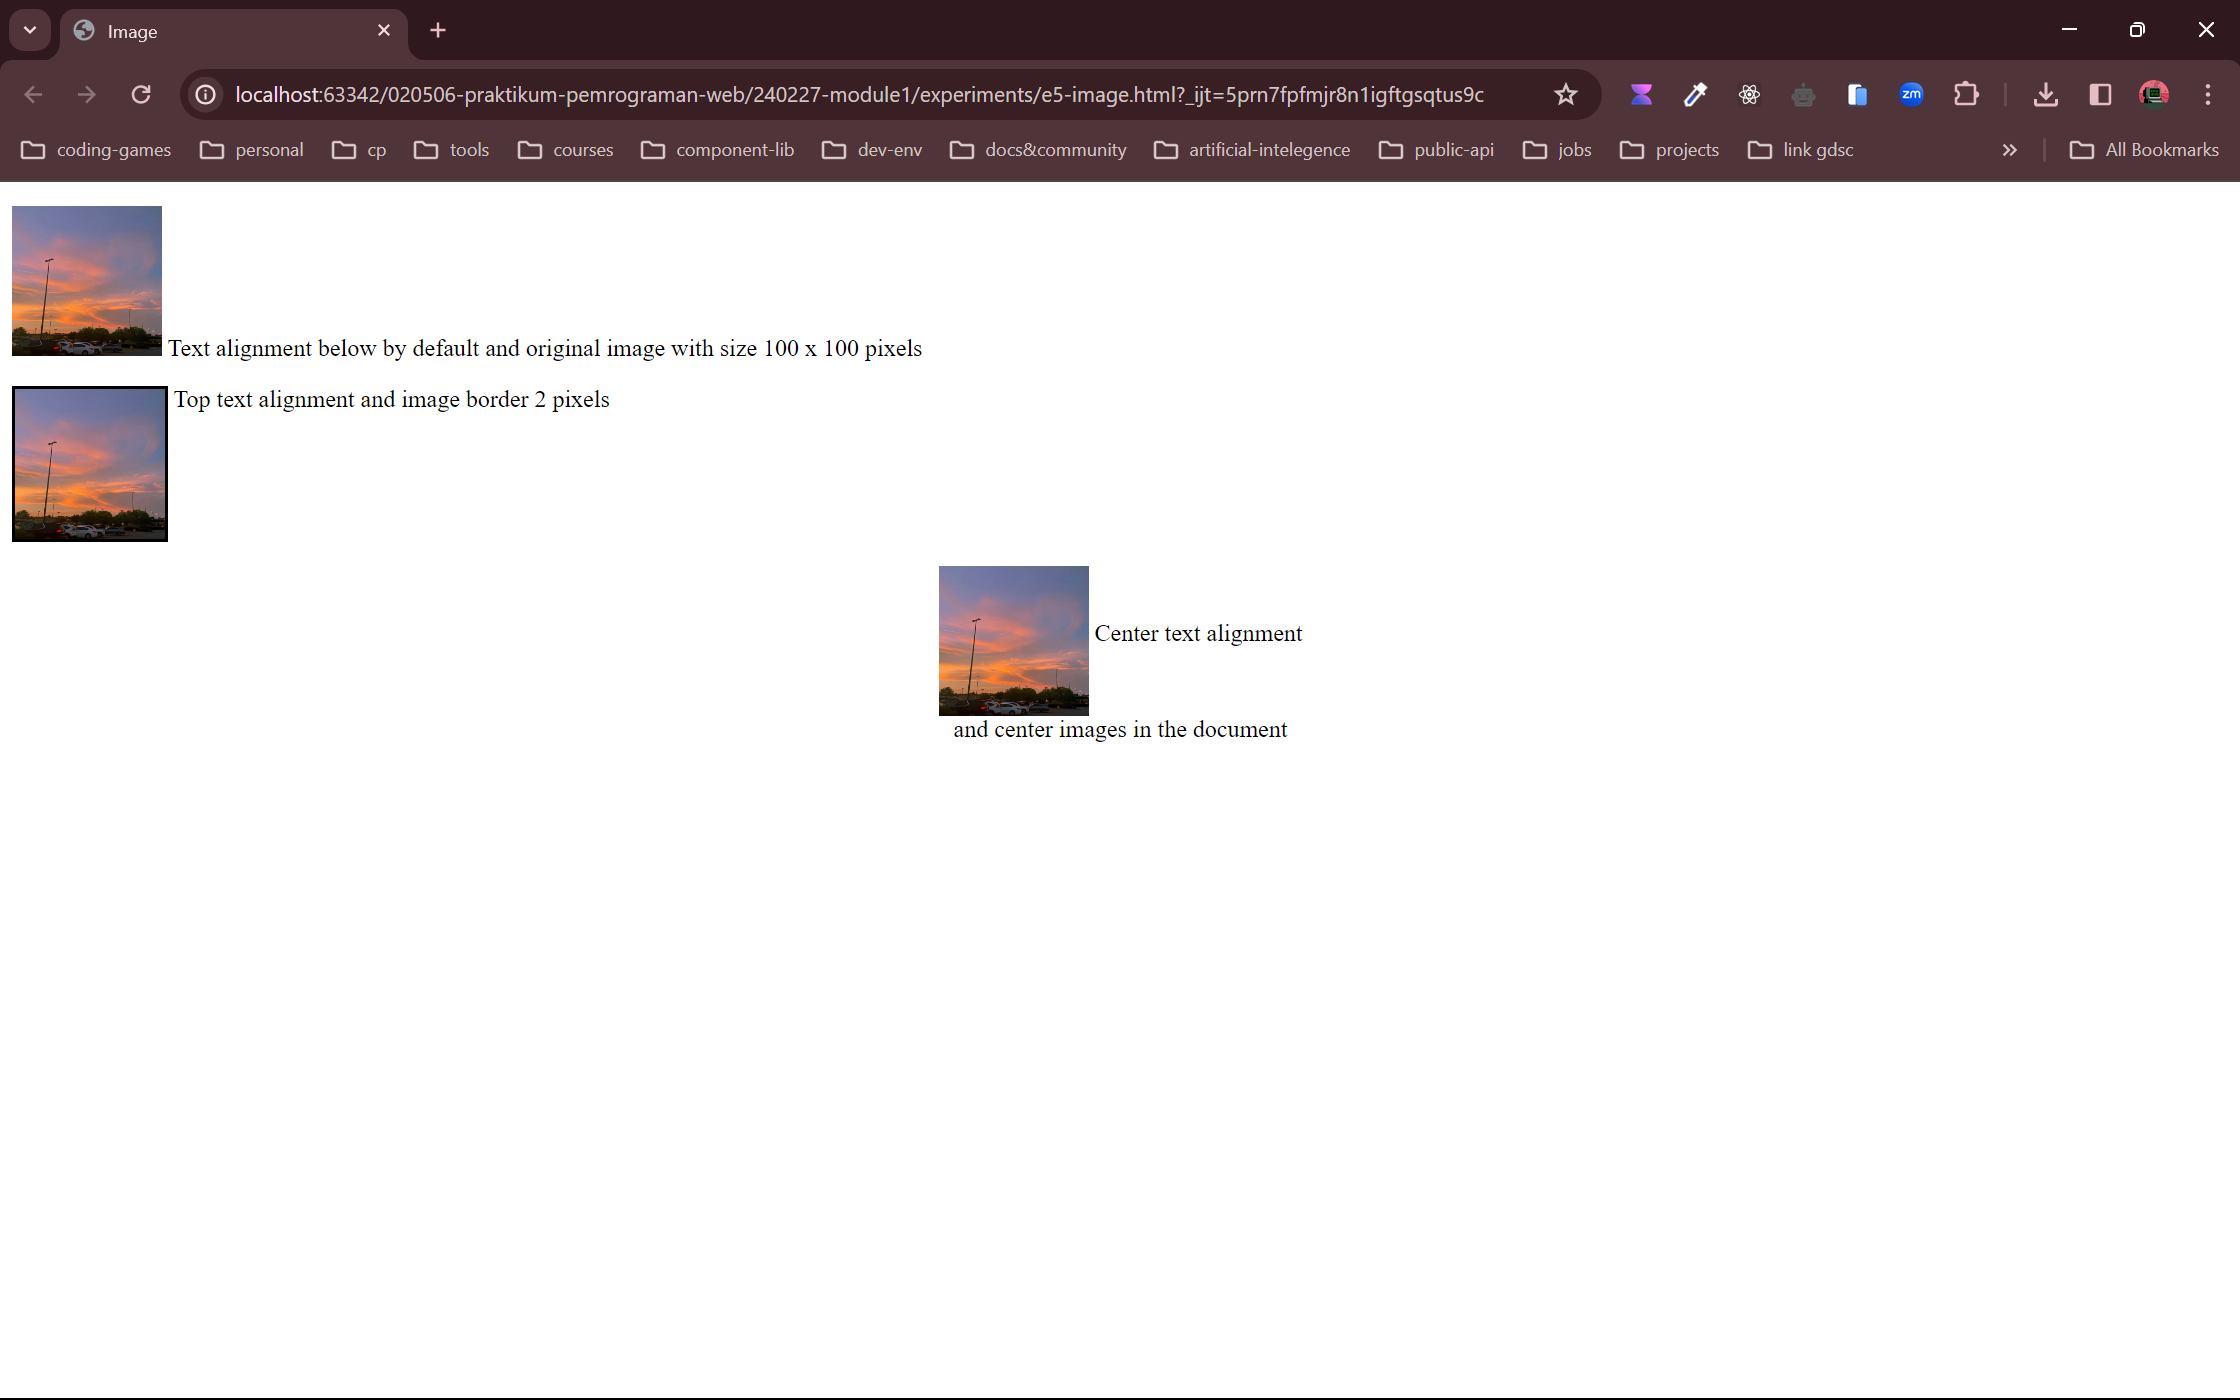 Image
localhost:63342/020506-praktikum-pemrograman-web/240227-module1/experiments/e5-image.html?_ijt=5prn7fpfmjr8n1igftgsqtus9c
zm
coding-games personal cp tools courses component-lib dev-env docs&community artificial-intelegence public-api jobs projects link gdsc All Bookmarks
Text alignment below by default and original image with size 100 x 100 pixels
Top text alignment and image border 2 pixels
Center text alignment
and center images in the document